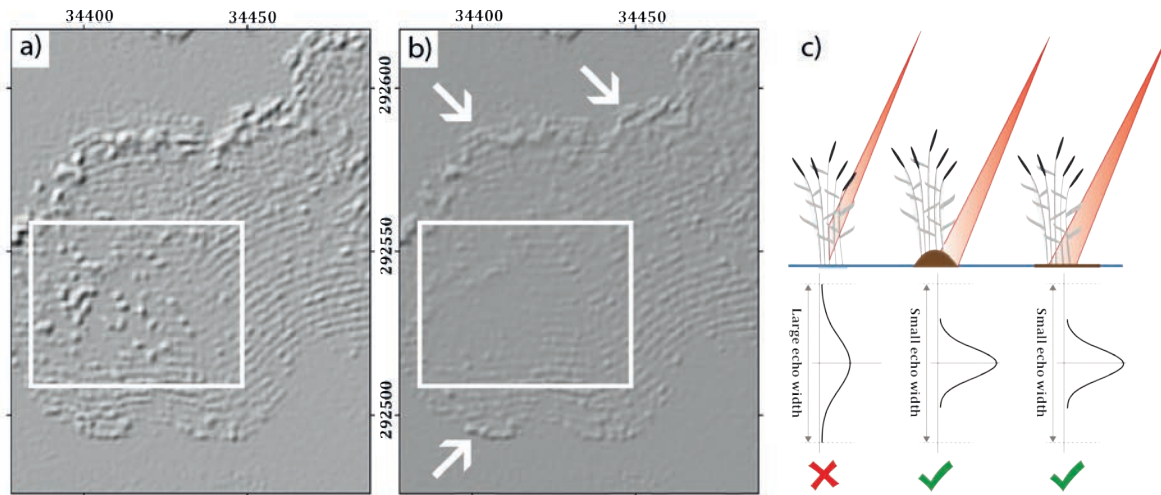 34400 34450 34400 34450
a) b) c)
292600
292550
292500
Large echo width
Small echo width
Small echo width